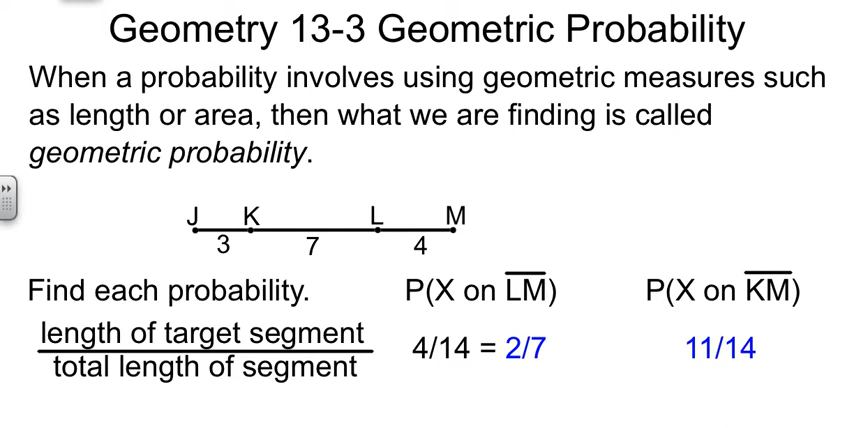 Geometry 13-3 Geometric Probability
When a probability involves using geometric measures such
as length or area, then what we are finding is called
geometric probability.
J K L M
3 7 4
Find each probability. P(X on L̅M̅) P(X on K̅M̅)
length of target segment
total length of segment
4/14 = 2/7 11/14